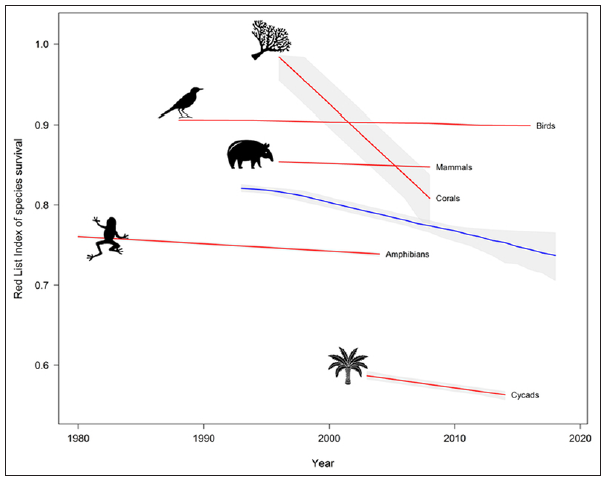 Red List Index of species survival
1.0
0.9
0.8
0.7
0.6
Birds
Mammals
Corals
Amphibians
Cycads
1980 1990 2000 2010 2020
Year